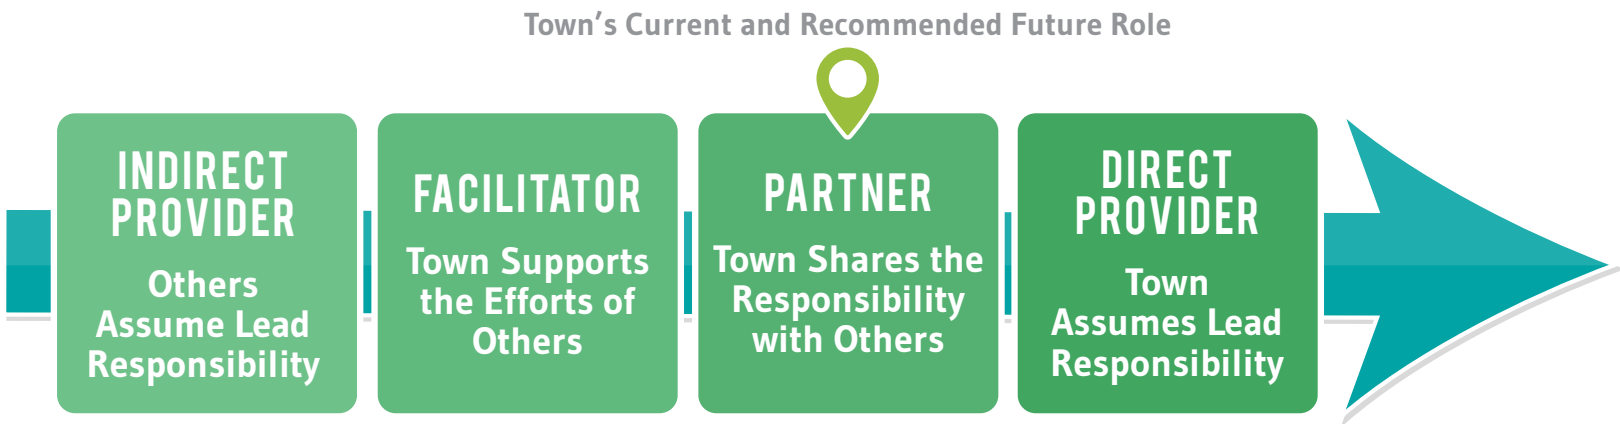 Town's Current and Recommended Future Role
INDIRECT
PROVIDER
Others
Assume Lead
Responsibility
FACILITATOR
Town Supports
the Efforts of
Others
PARTNER
Town Shares the
Responsibility
with Others
DIRECT
PROVIDER
Town
Assumes Lead
Responsibility